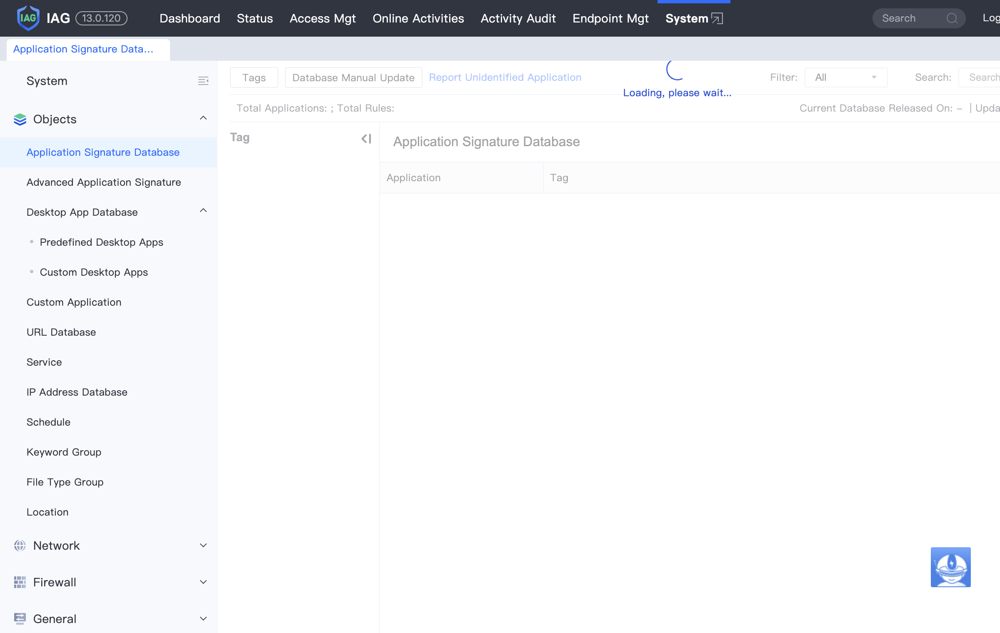 IAG IAG 13.0.120 Dashboard Status Access Mgt Online Activities Activity Audit Endpoint Mgt System Search Log
Application Signature Data...
System
Tags Database Manual Update Report Unidentified Application Filter: All Search: Search
Loading, please wait...
Total Applications: ; Total Rules: Current Database Released On: – | Upda
Objects
Tag
Application Signature Database
Application Tag
Application Signature Database
Advanced Application Signature
Desktop App Database
Predefined Desktop Apps
Custom Desktop Apps
Custom Application
URL Database
Service
IP Address Database
Schedule
Keyword Group
File Type Group
Location
Network
Firewall
General